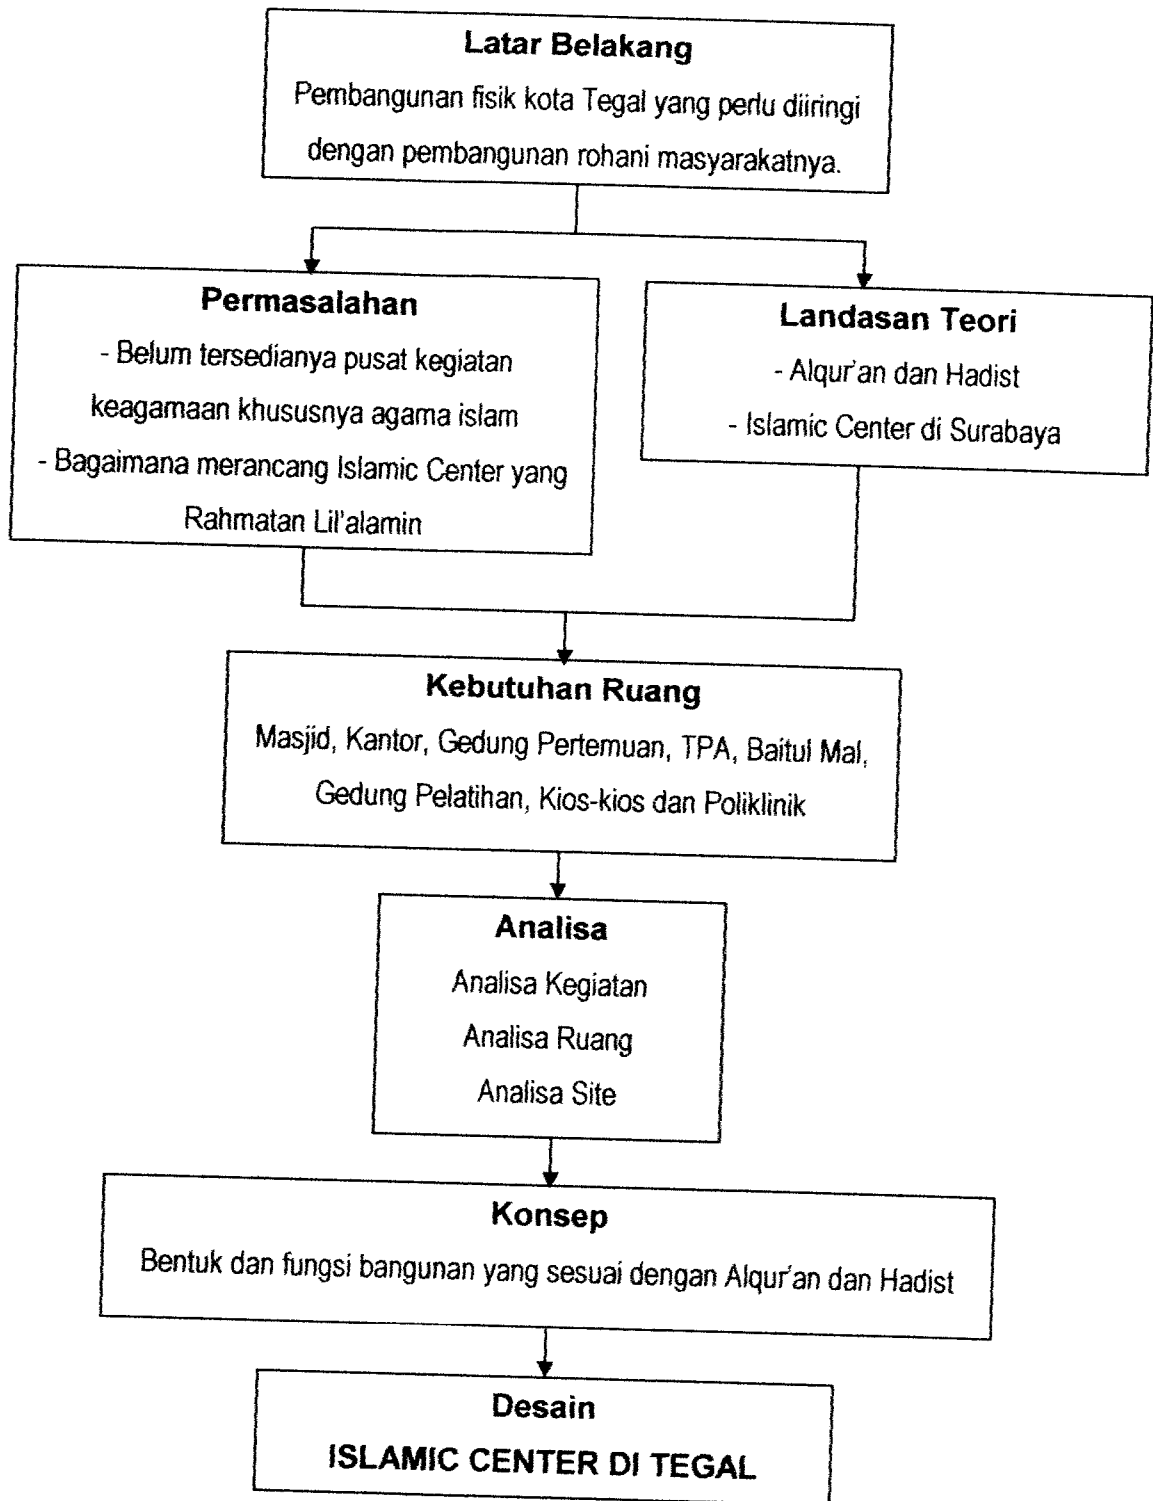 Latar Belakang
Pembangunan fisik kota Tegal yang perlu diiringi
dengan pembangunan rohani masyarakatnya.
Permasalahan
- Belum tersedianya pusat kegiatan
keagamaan khususnya agama islam
- Bagaimana merancang Islamic Center yang
Rahmatan Lil'alamin
Landasan Teori
- Alqur'an dan Hadist
- Islamic Center di Surabaya
Kebutuhan Ruang
Masjid, Kantor, Gedung Pertemuan, TPA, Baitul Mal,
Gedung Pelatihan, Kios-kios dan Poliklinik
Analisa
Analisa Kegiatan
Analisa Ruang
Analisa Site
Konsep
Bentuk dan fungsi bangunan yang sesuai dengan Alqur'an dan Hadist
Desain
ISLAMIC CENTER DI TEGAL